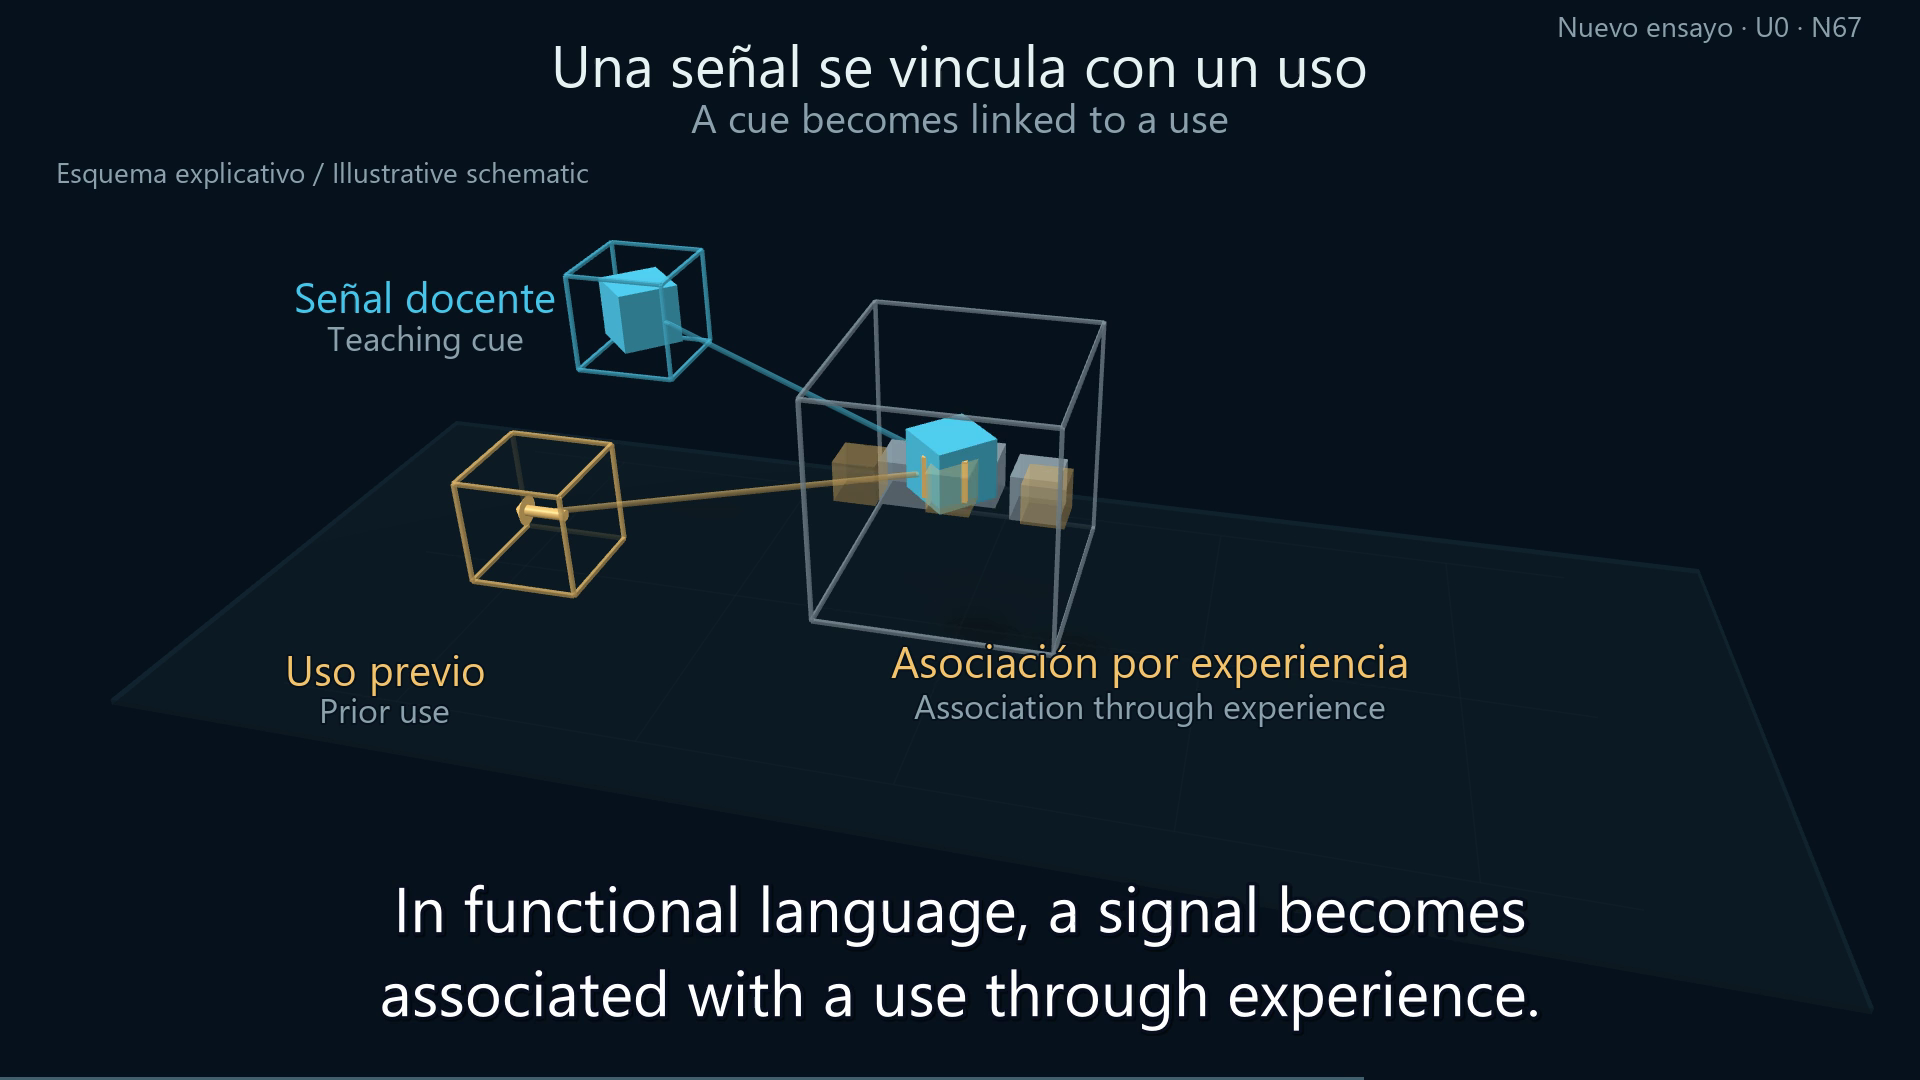 Nuevo ensayo · U0 · N67
Una señal se vincula con un uso
A cue becomes linked to a use
Esquema explicativo / Illustrative schematic
Señal docente
Teaching cue
Uso previo
Prior use
Asociación por experiencia
Association through experience
In functional language, a signal becomes
associated with a use through experience.